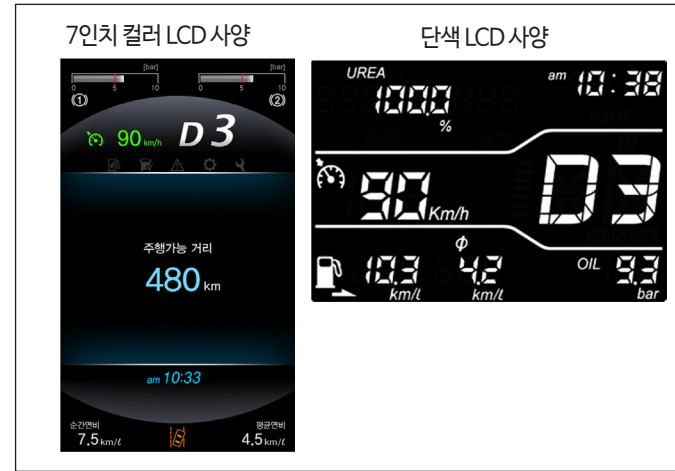 7인치 컬러 LCD 사양
단색 LCD 사양
[bar]
[bar]
0 5 10
0 5 10
(1)
(2)
90 km/h D 3
주행가능 거리
480 km
am 10:33
순간연비
7.5 km/ℓ
평균연비
4.5 km/ℓ
UREA
am 10:38
100.0
%
90 Km/h
D3
ϕ
10.3
km/ℓ
4.2
km/ℓ
OIL 9.3
bar